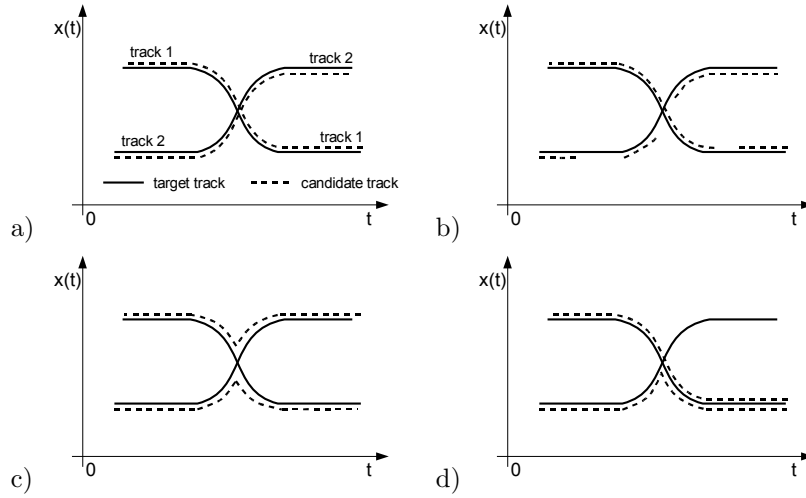 x(t)
track 1
track 2
track 2
track 1
target track
candidate track
0
t
a)
x(t)
0
t
b)
x(t)
0
t
c)
x(t)
0
t
d)